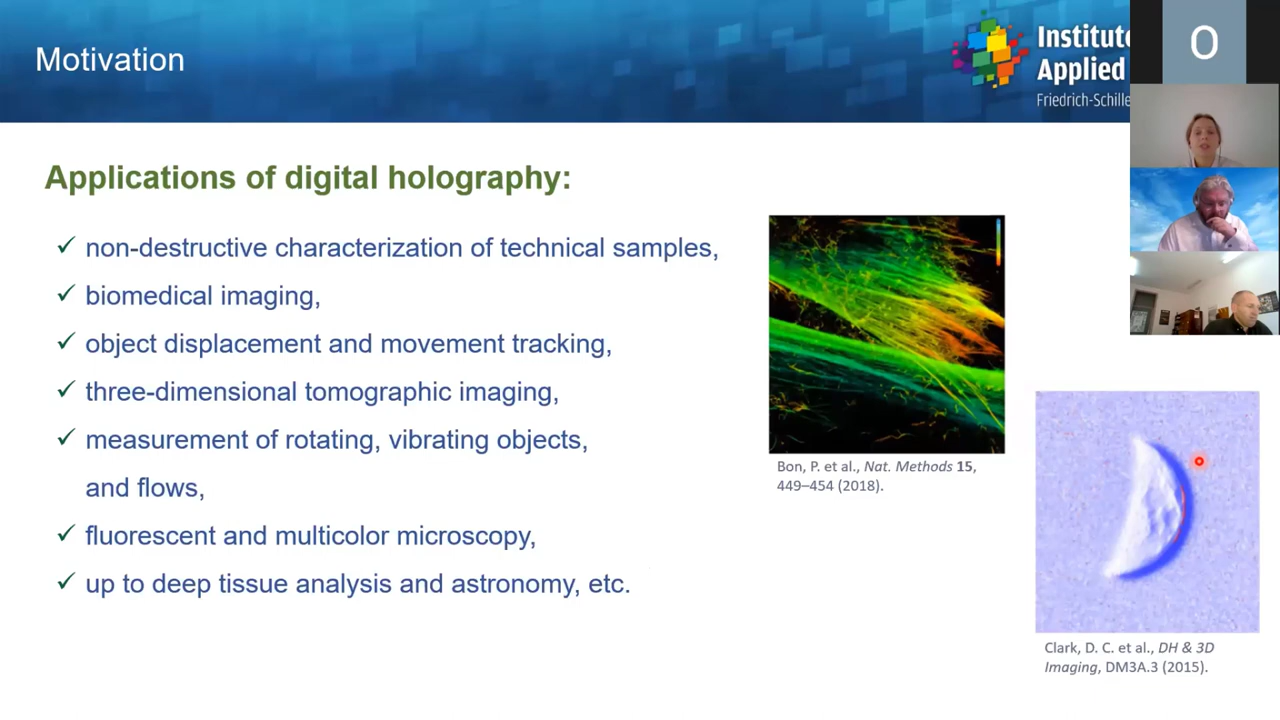 Motivation
Institute
Applied
Friedrich-Schille
O
Applications of digital holography:
✓ non-destructive characterization of technical samples,
✓ biomedical imaging,
✓ object displacement and movement tracking,
✓ three-dimensional tomographic imaging,
✓ measurement of rotating, vibrating objects,
and flows,
✓ fluorescent and multicolor microscopy,
✓ up to deep tissue analysis and astronomy, etc.
Bon, P. et al., Nat. Methods 15,
449–454 (2018).
Clark, D. C. et al., DH & 3D
Imaging, DM3A.3 (2015).